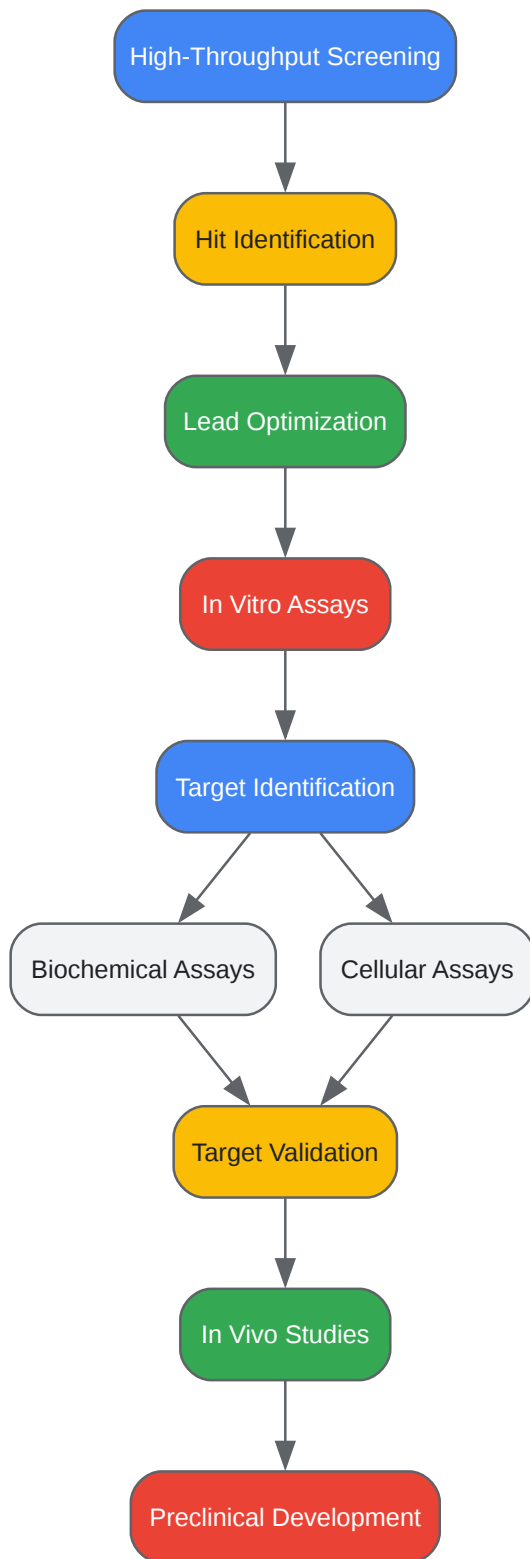 High-Throughput Screening
Hit Identification
Lead Optimization
In Vitro Assays
Target Identification
Biochemical Assays
Cellular Assays
Target Validation
In Vivo Studies
Preclinical Development